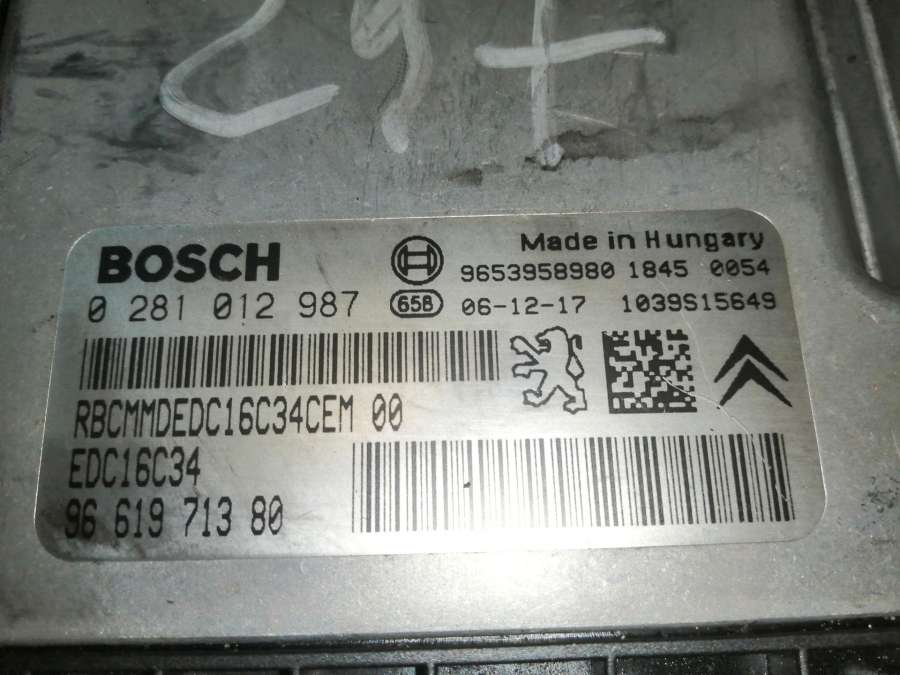 297
BOSCH
Made in Hungary
9653958980 1845 0054
0 281 012 987
658 06-12-17 1039S15649
RBCMMDEDC16C34CEM 00
EDC16C34
96 619 713 80